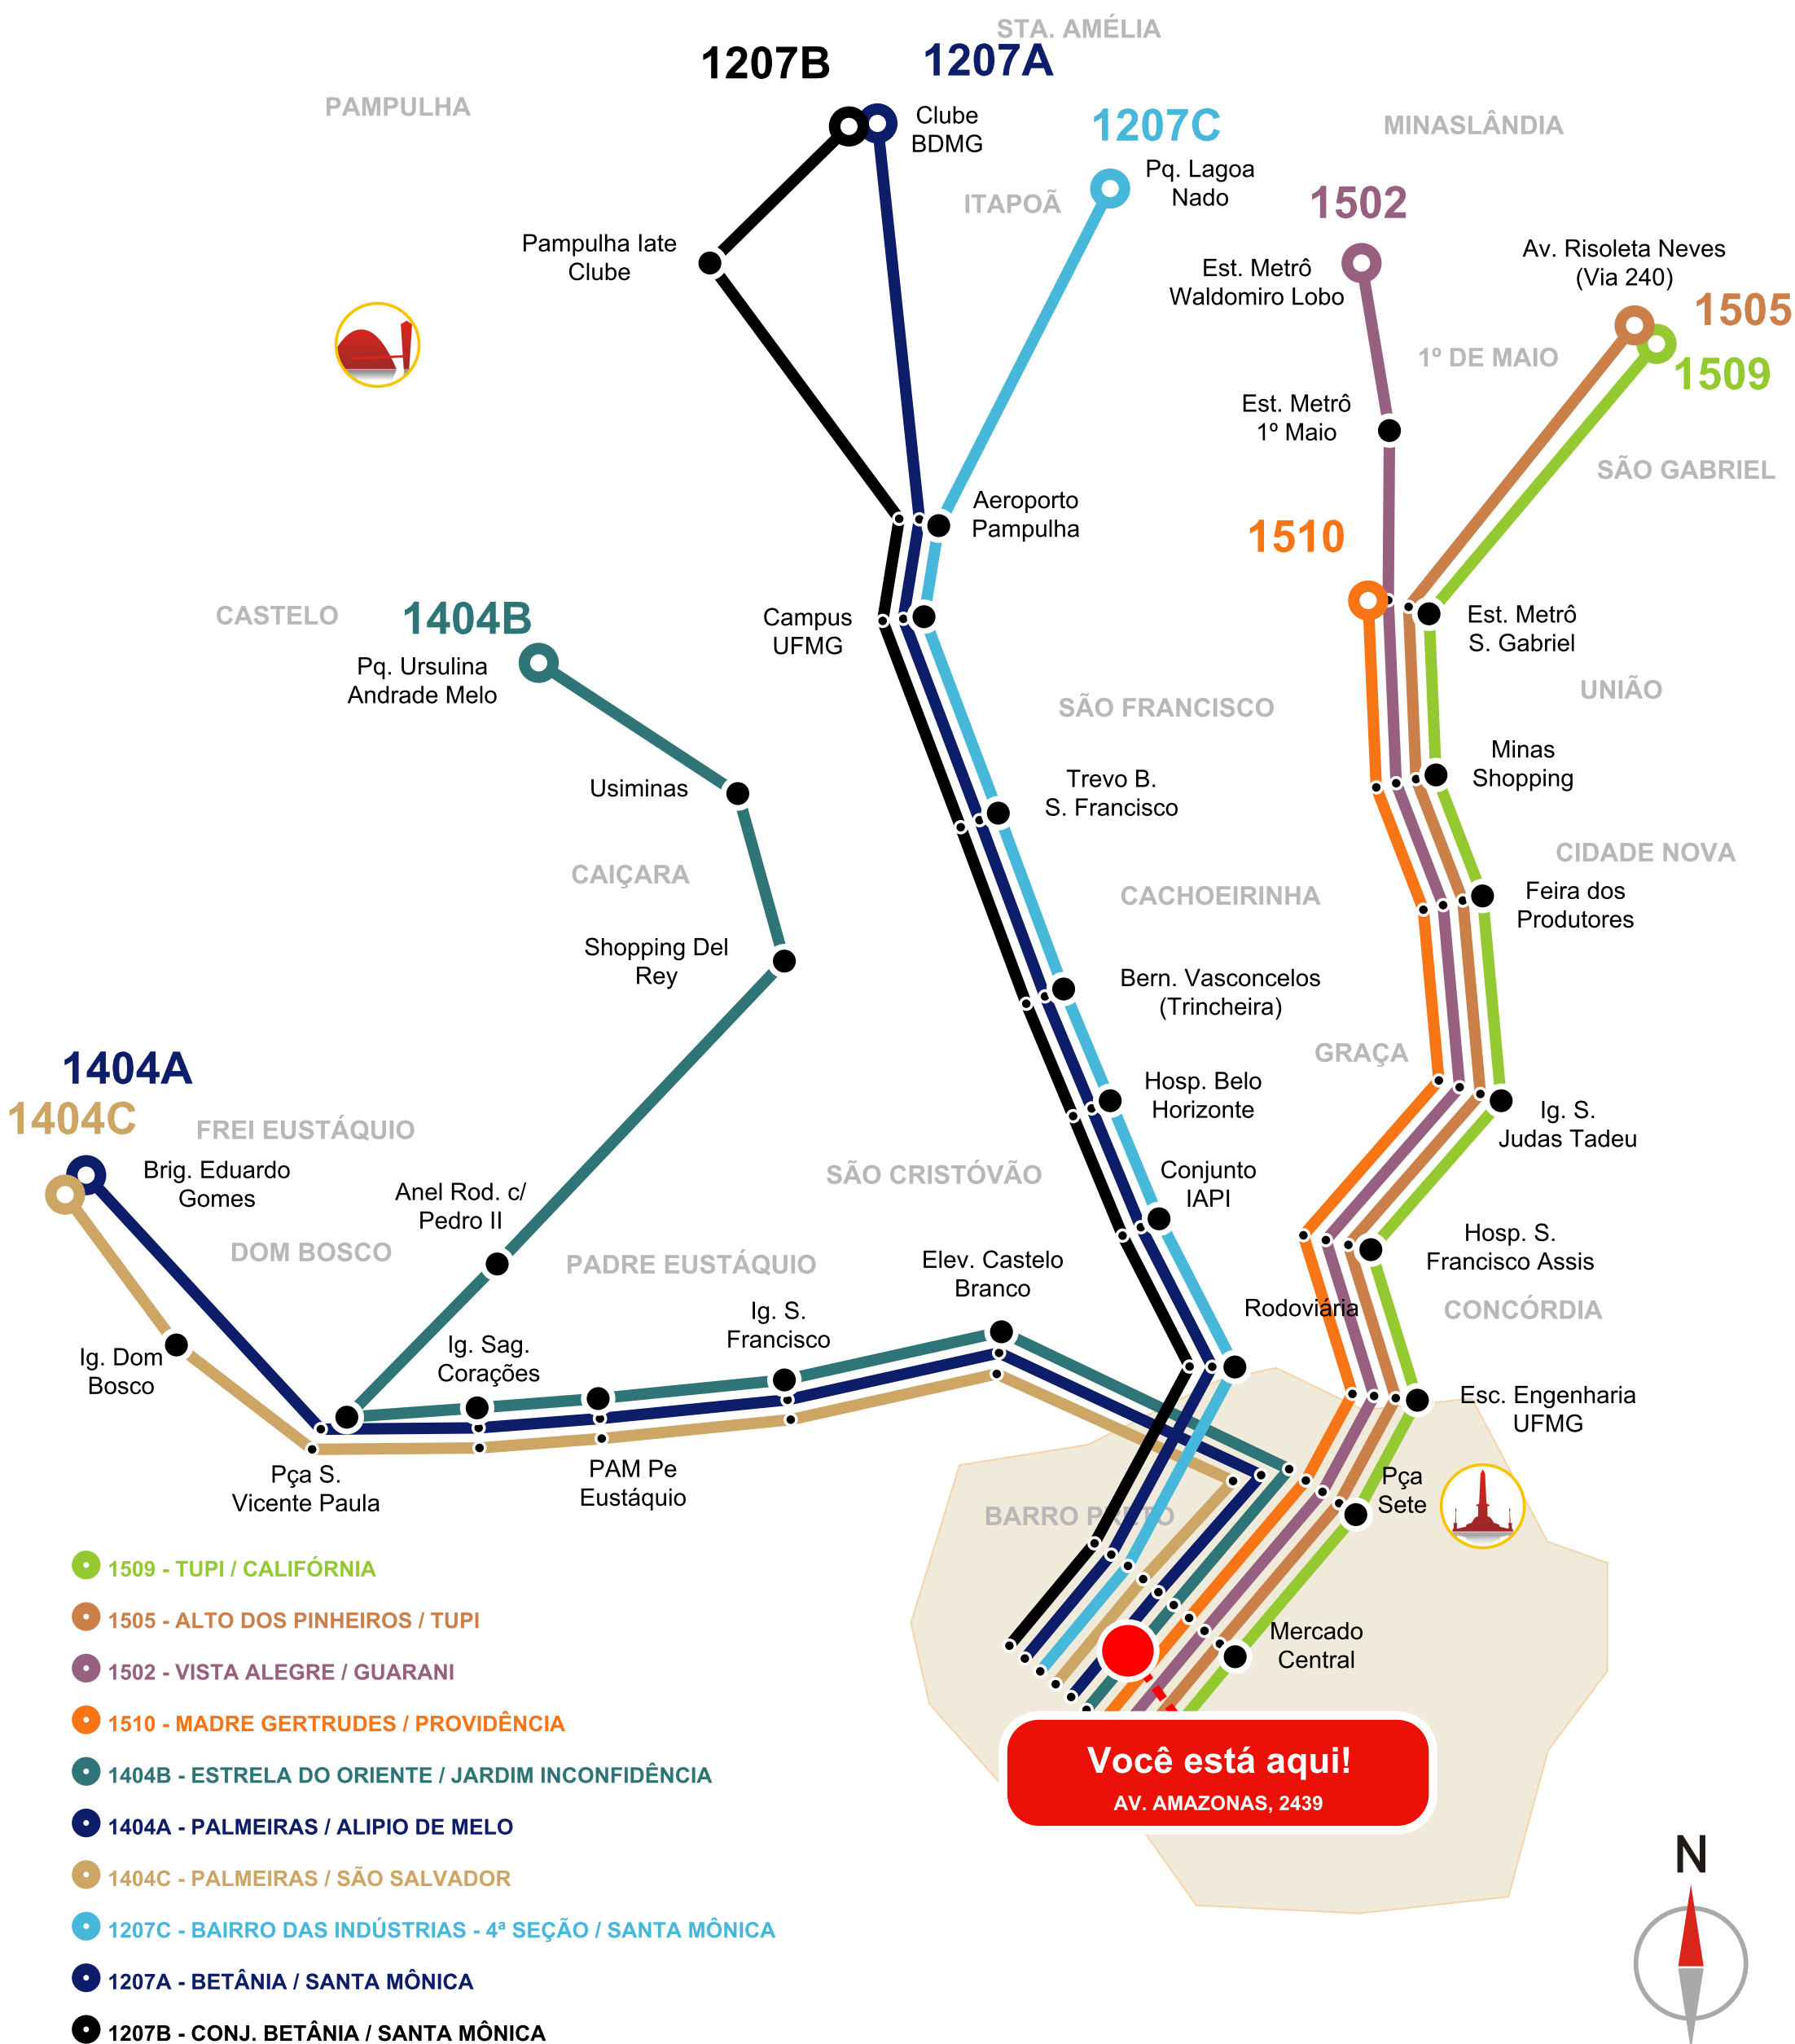 STA. AMÉLIA
1207B
1207A
PAMPULHA
Clube
BDMG
1207C
MINASLÂNDIA
Pq. Lagoa
Nado
ITAPOÃ
1502
Pampulha Iate
Clube
Est. Metrô
Waldomiro Lobo
Av. Risoleta Neves
(Via 240)
1505
1º DE MAIO
1509
Est. Metrô
1º Maio
SÃO GABRIEL
Aeroporto
Pampulha
1510
CASTELO
1404B
Campus
UFMG
Est. Metrô
S. Gabriel
Pq. Ursulina
Andrade Melo
UNIÃO
SÃO FRANCISCO
Minas
Shopping
Usiminas
Trevo B.
S. Francisco
CIDADE NOVA
CAIÇARA
CACHOEIRINHA
Feira dos
Produtores
Shopping Del
Rey
Bern. Vasconcelos
(Trincheira)
GRAÇA
1404A
1404C
Hosp. Belo
Horizonte
Ig. S.
Judas Tadeu
FREI EUSTÁQUIO
Brig. Eduardo
Gomes
SÃO CRISTÓVÃO
Conjunto
IAPI
Anel Rod. c/
Pedro II
DOM BOSCO
PADRE EUSTÁQUIO
Elev. Castelo
Branco
Hosp. S.
Francisco Assis
Rodoviária
CONCÓRDIA
Ig. Dom
Bosco
Ig. Sag.
Corações
Ig. S.
Francisco
Esc. Engenharia
UFMG
Pça S.
Vicente Paula
PAM Pe
Eustáquio
Pça
Sete
BARRO PRETO
Mercado
Central
Você está aqui!
AV. AMAZONAS, 2439
1509 - TUPI / CALIFÓRNIA
1505 - ALTO DOS PINHEIROS / TUPI
1502 - VISTA ALEGRE / GUARANI
1510 - MADRE GERTRUDES / PROVIDÊNCIA
1404B - ESTRELA DO ORIENTE / JARDIM INCONFIDÊNCIA
1404A - PALMEIRAS / ALIPIO DE MELO
1404C - PALMEIRAS / SÃO SALVADOR
1207C - BAIRRO DAS INDÚSTRIAS - 4ª SEÇÃO / SANTA MÔNICA
1207A - BETÂNIA / SANTA MÔNICA
1207B - CONJ. BETÂNIA / SANTA MÔNICA
N